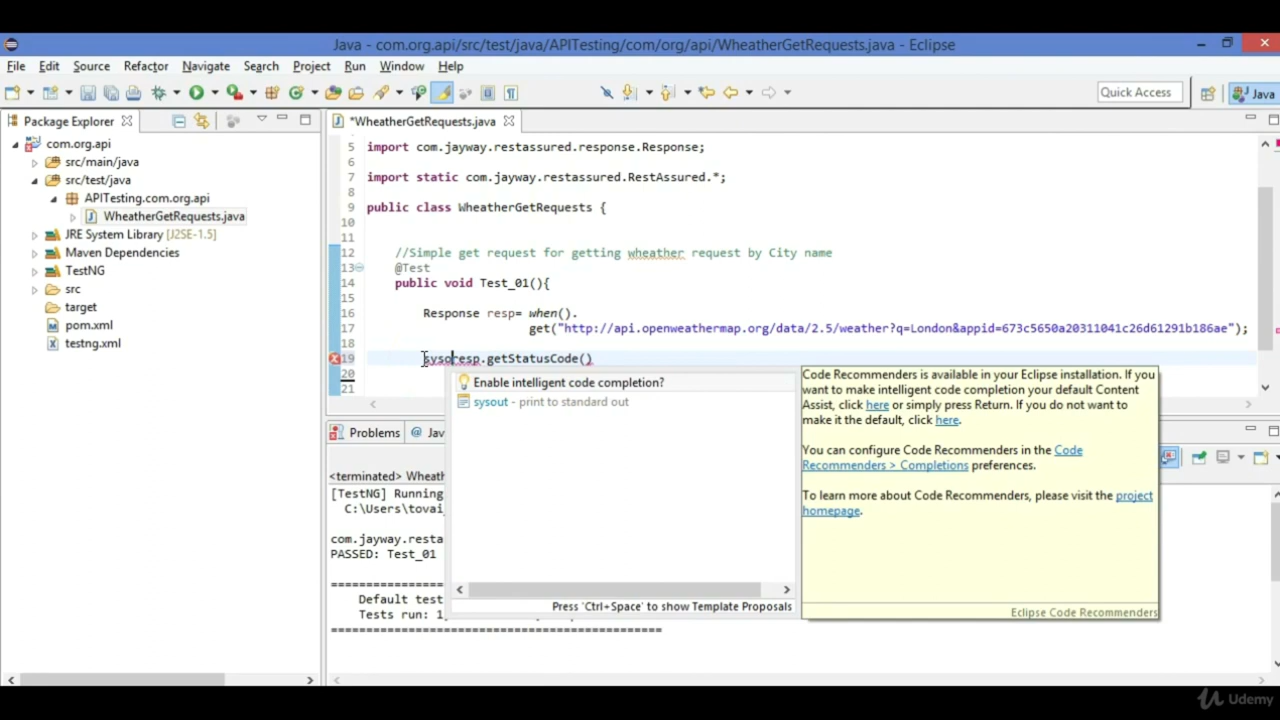 Java - com.org.api/src/test/java/APITesting/com/org/api/WheatherGetRequests.java - Eclipse
File Edit Source Refactor Navigate Search Project Run Window Help
Quick Access
Java
Package Explorer
*WheatherGetRequests.java
com.org.api
src/main/java
src/test/java
APITesting.com.org.api
WheatherGetRequests.java
JRE System Library [J2SE-1.5]
Maven Dependencies
TestNG
src
target
pom.xml
testng.xml
5 import com.jayway.restassured.response.Response;
6
7 import static com.jayway.restassured.RestAssured.*;
8
9 public class WheatherGetRequests {
10
11
12 //Simple get request for getting wheather request by City name
13 @Test
14 public void Test_01(){
15
16 Response resp= when().
17 get("http://api.openweathermap.org/data/2.5/weather?q=London&appid=673c5650a20311041c26d61291b186ae");
18
19 sysoresp.getStatusCode()
20
21
Enable intelligent code completion?
sysout - print to standard out
Press 'Ctrl+Space' to show Template Proposals
Code Recommenders is available in your Eclipse installation. If you
want to make intelligent code completion your default Content
Assist, click here or simply press Return. If you do not want to
make it the default, click here.
You can configure Code Recommenders in the Code
Recommenders > Completions preferences.
To learn more about Code Recommenders, please visit the project
homepage.
Eclipse Code Recommenders
Problems @ Jav
<terminated> Wheath
[TestNG] Running
C:\Users\tovai
com.jayway.resta
PASSED: Test_01
===============
Default test
Tests run: 1
===============================================
Udemy